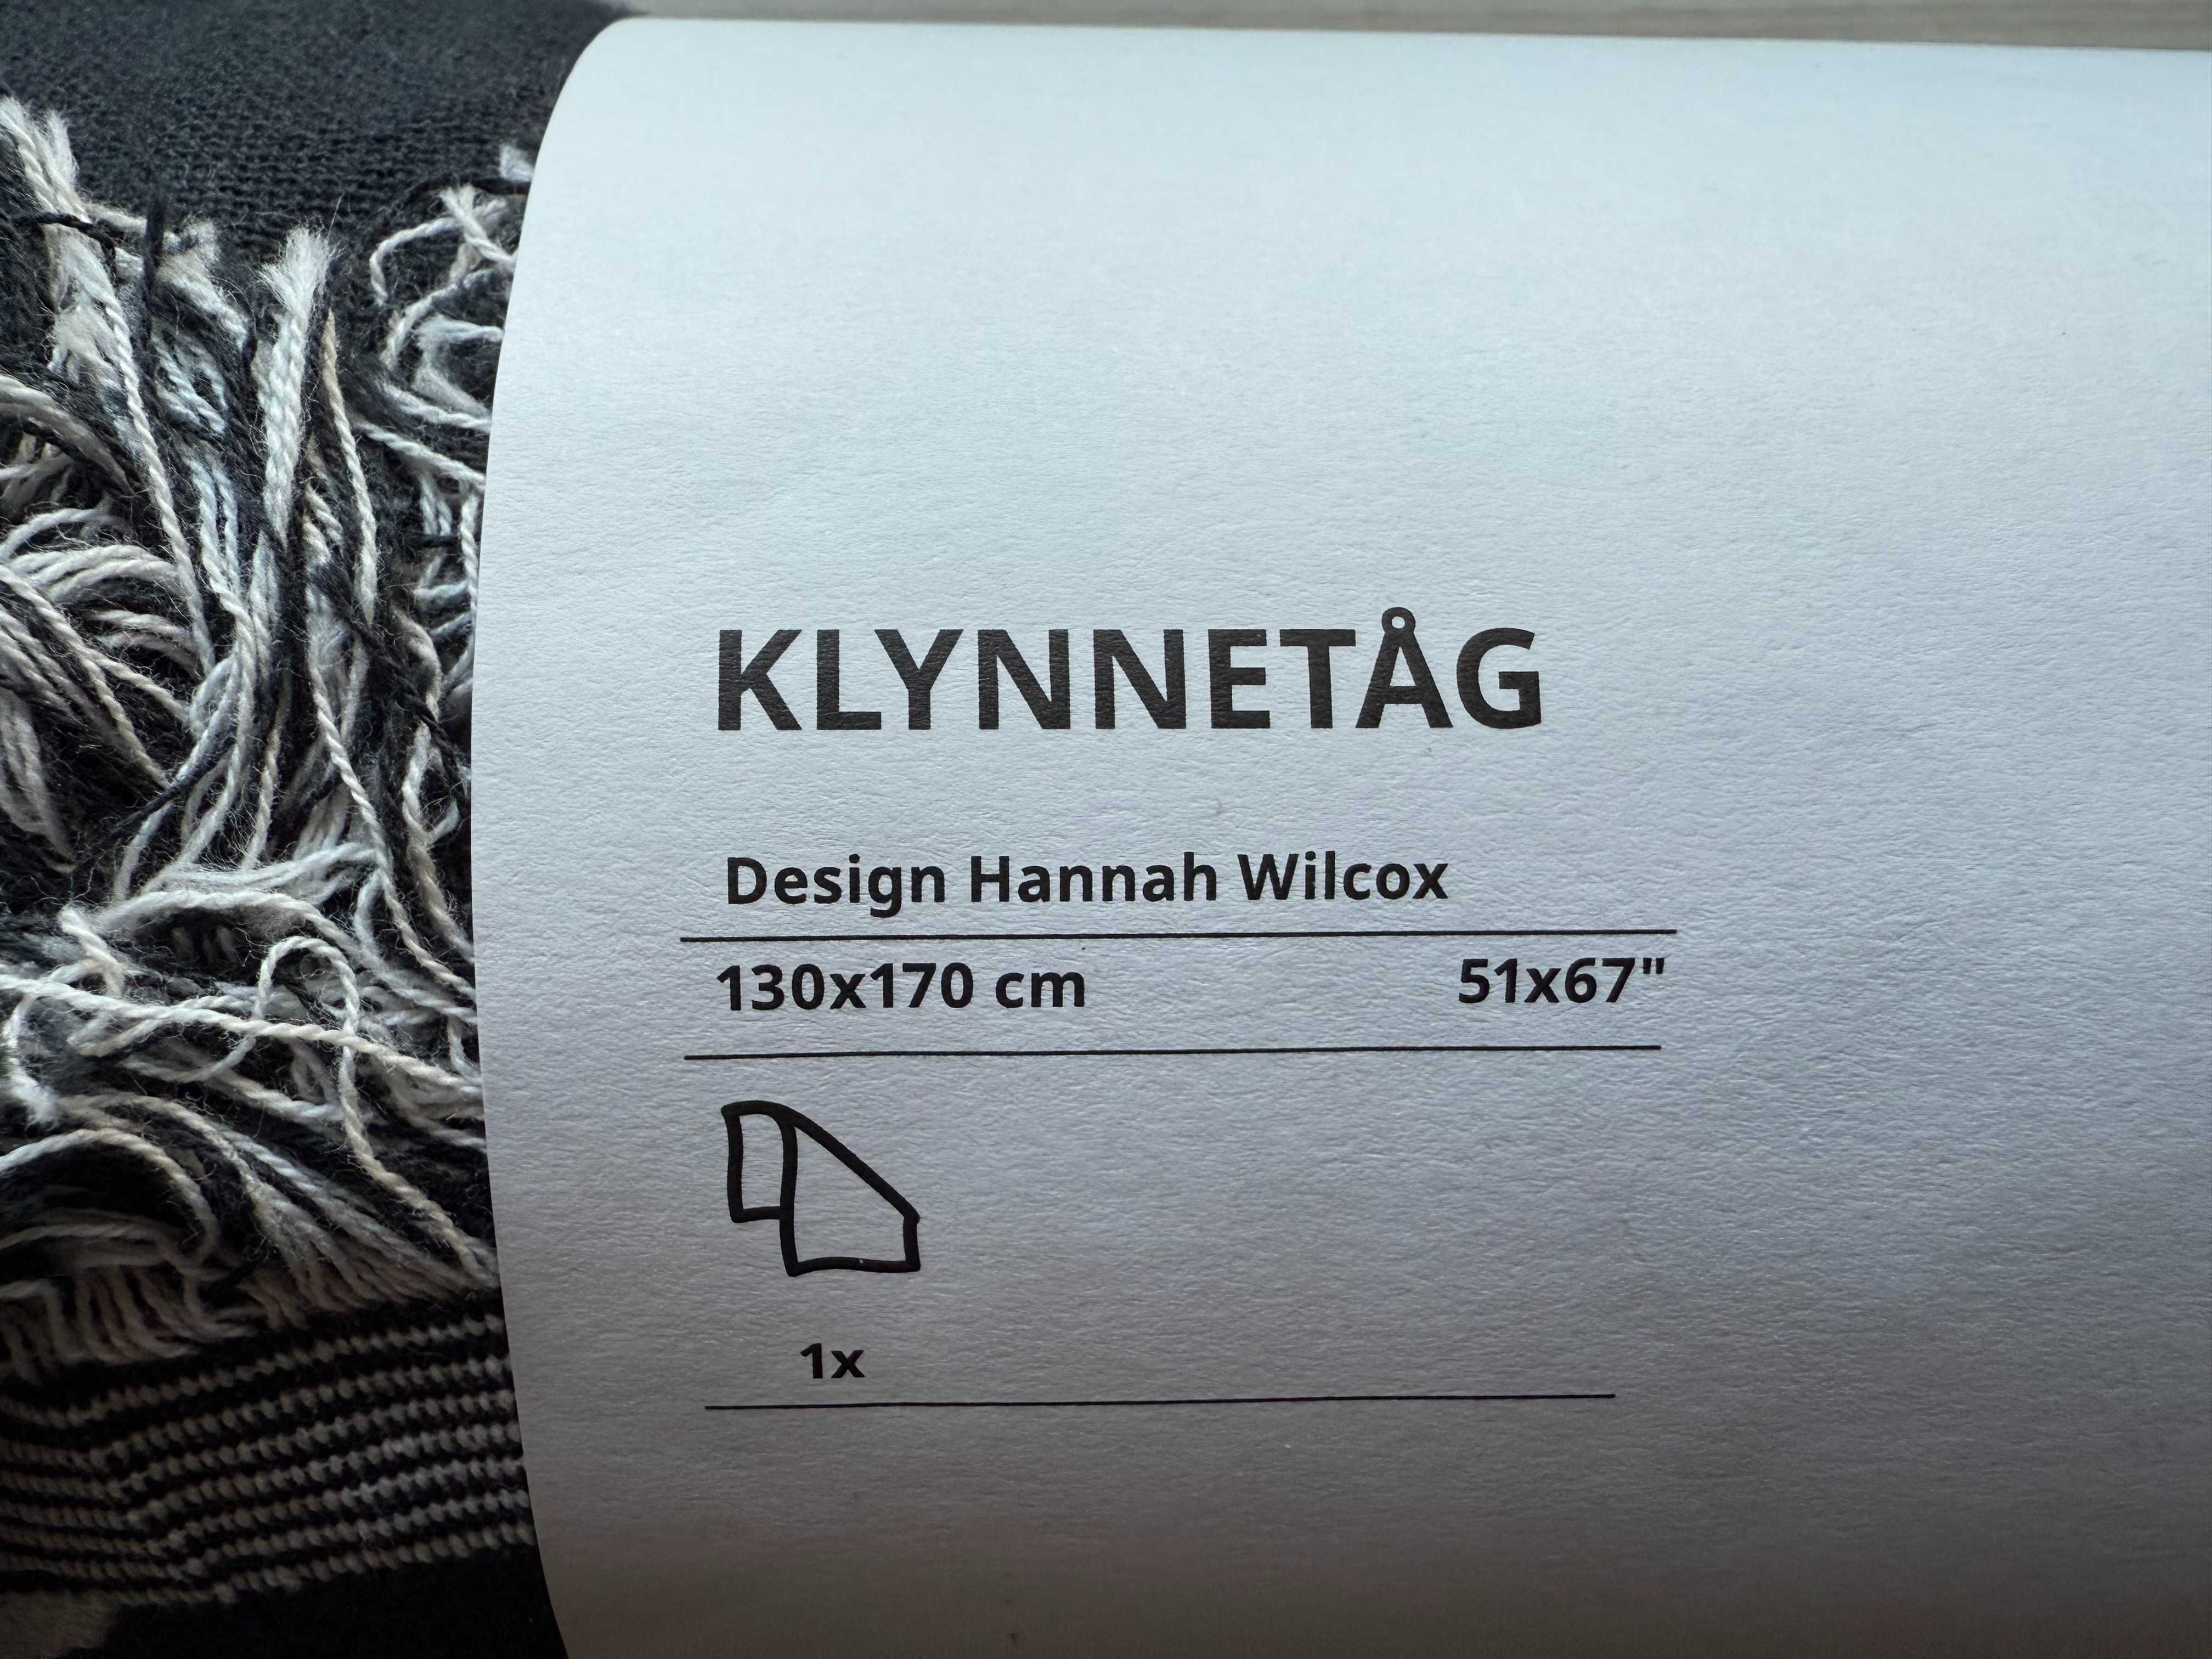 KLYNNETÅG
Design Hannah Wilcox
130x170 cm 51x67"
1x